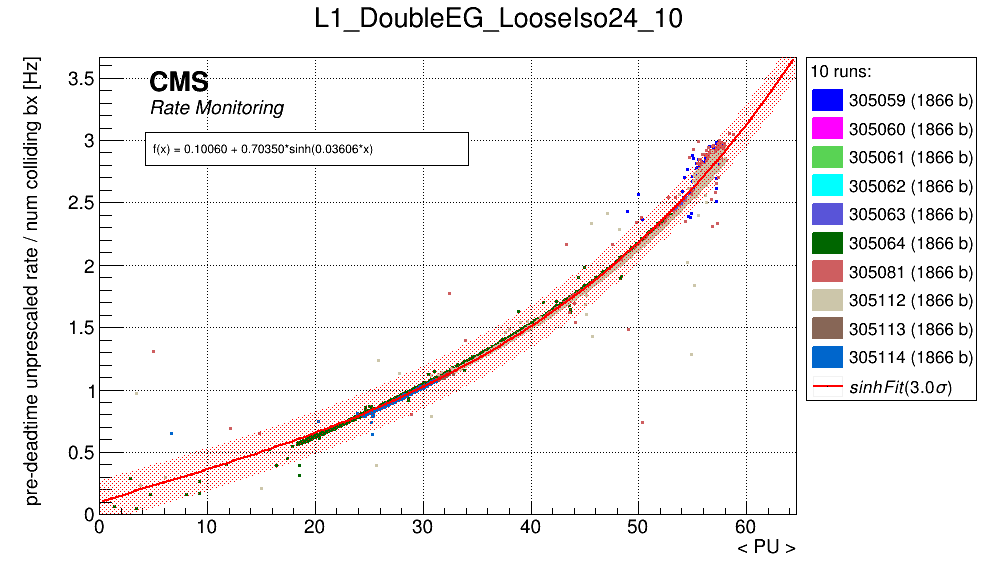 L1_DoubleEG_LooseIso24_10
pre-deadtime unprescaled rate / num colliding bx [Hz]
CMS
Rate Monitoring
f(x) = 0.10060 + 0.70350*sinh(0.03606*x)
3.5
3
2.5
2
1.5
1
0.5
0
0 10 20 30 40 50 60
< PU >
10 runs:
305059 (1866 b)
305060 (1866 b)
305061 (1866 b)
305062 (1866 b)
305063 (1866 b)
305064 (1866 b)
305081 (1866 b)
305112 (1866 b)
305113 (1866 b)
305114 (1866 b)
sinhFit(3.0σ)